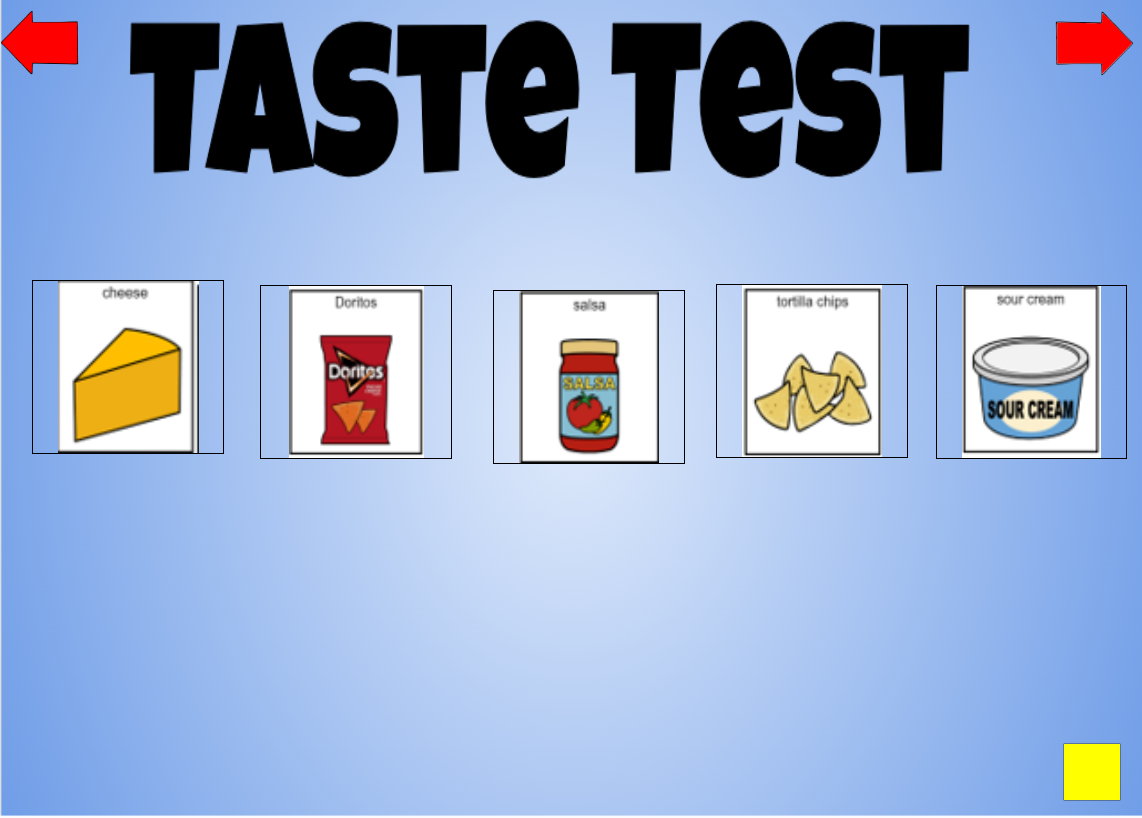 TASTe TeST
cheese
Doritos
salsa
tortilla chips
sour cream
Doritos
SALSA
SOUR CREAM